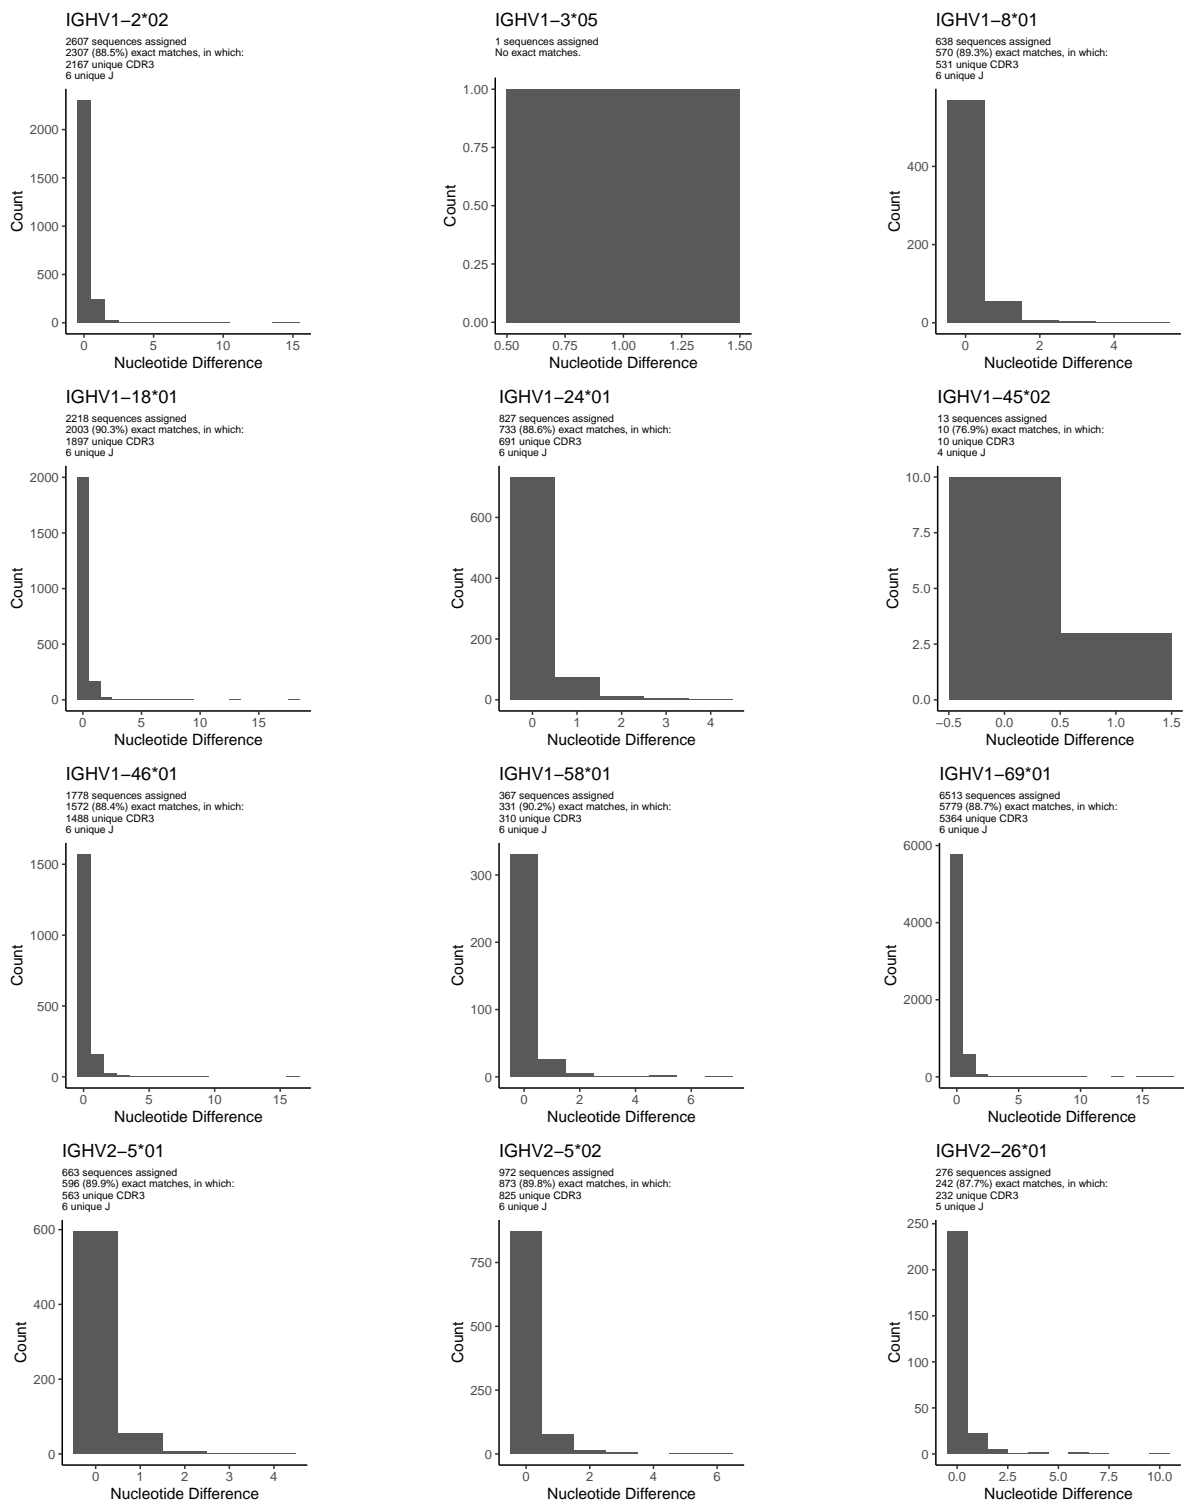 IGHV1−2*02
2607 sequences assigned
2307 (88.5%) exact matches, in which:
2167 unique CDR3
6 unique J
2000
1500
1000
500
0
Count
0 5 10 15
Nucleotide Difference
IGHV1−3*05
1 sequences assigned
No exact matches.
1.00
0.75
0.50
0.25
0.00
Count
0.50 0.75 1.00 1.25 1.50
Nucleotide Difference
IGHV1−8*01
638 sequences assigned
570 (89.3%) exact matches, in which:
531 unique CDR3
6 unique J
400
200
0
Count
0 2 4
Nucleotide Difference
IGHV1−18*01
2218 sequences assigned
2003 (90.3%) exact matches, in which:
1897 unique CDR3
6 unique J
2000
1500
1000
500
0
Count
0 5 10 15
Nucleotide Difference
IGHV1−24*01
827 sequences assigned
733 (88.6%) exact matches, in which:
691 unique CDR3
6 unique J
600
400
200
0
Count
0 1 2 3 4
Nucleotide Difference
IGHV1−45*02
13 sequences assigned
10 (76.9%) exact matches, in which:
10 unique CDR3
4 unique J
10.0
7.5
5.0
2.5
0.0
Count
−0.5 0.0 0.5 1.0 1.5
Nucleotide Difference
IGHV1−46*01
1778 sequences assigned
1572 (88.4%) exact matches, in which:
1488 unique CDR3
6 unique J
1500
1000
500
0
Count
0 5 10 15
Nucleotide Difference
IGHV1−58*01
367 sequences assigned
331 (90.2%) exact matches, in which:
310 unique CDR3
6 unique J
300
200
100
0
Count
0 2 4 6
Nucleotide Difference
IGHV1−69*01
6513 sequences assigned
5779 (88.7%) exact matches, in which:
5364 unique CDR3
6 unique J
6000
4000
2000
0
Count
0 5 10 15
Nucleotide Difference
IGHV2−5*01
663 sequences assigned
596 (89.9%) exact matches, in which:
563 unique CDR3
6 unique J
600
400
200
0
Count
0 1 2 3 4
Nucleotide Difference
IGHV2−5*02
972 sequences assigned
873 (89.8%) exact matches, in which:
825 unique CDR3
6 unique J
750
500
250
0
Count
0 2 4 6
Nucleotide Difference
IGHV2−26*01
276 sequences assigned
242 (87.7%) exact matches, in which:
232 unique CDR3
5 unique J
250
200
150
100
50
0
Count
0.0 2.5 5.0 7.5 10.0
Nucleotide Difference